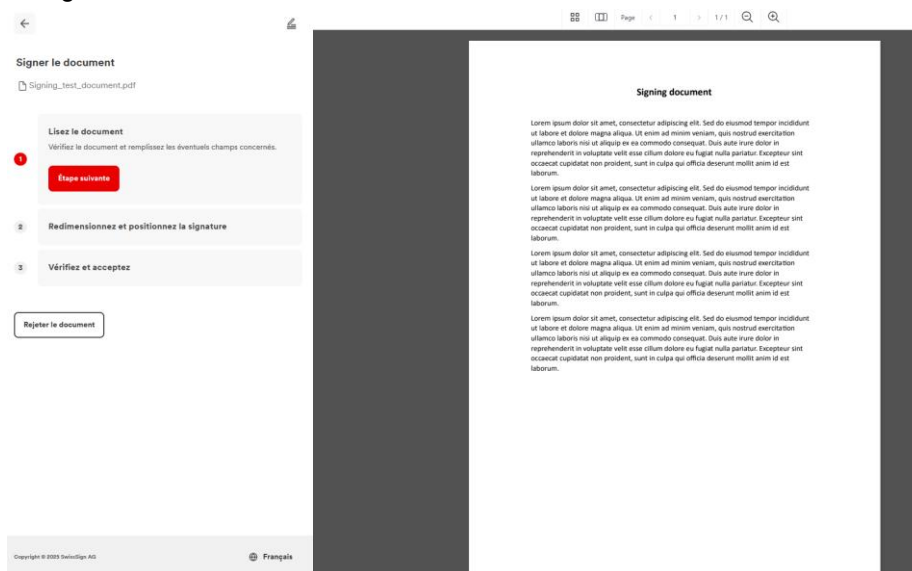 Page 1 1/1
Signer le document
Signing_test_document.pdf
1
Lisez le document
Vérifiez le document et remplissez les éventuels champs concernés.
Étape suivante
2 Redimensionnez et positionnez la signature
3 Vérifiez et acceptez
Rejeter le document
Copyright © 2025 SwissSign AG
Français
Signing document
Lorem ipsum dolor sit amet, consectetur adipiscing elit. Sed do eiusmod tempor incididunt
ut labore et dolore magna aliqua. Ut enim ad minim veniam, quis nostrud exercitation
ullamco laboris nisi ut aliquip ex ea commodo consequat. Duis aute irure dolor in
reprehenderit in voluptate velit esse cillum dolore eu fugiat nulla pariatur. Excepteur sint
occaecat cupidatat non proident, sunt in culpa qui officia deserunt mollit anim id est
laborum.
Lorem ipsum dolor sit amet, consectetur adipiscing elit. Sed do eiusmod tempor incididunt
ut labore et dolore magna aliqua. Ut enim ad minim veniam, quis nostrud exercitation
ullamco laboris nisi ut aliquip ex ea commodo consequat. Duis aute irure dolor in
reprehenderit in voluptate velit esse cillum dolore eu fugiat nulla pariatur. Excepteur sint
occaecat cupidatat non proident, sunt in culpa qui officia deserunt mollit anim id est
laborum.
Lorem ipsum dolor sit amet, consectetur adipiscing elit. Sed do eiusmod tempor incididunt
ut labore et dolore magna aliqua. Ut enim ad minim veniam, quis nostrud exercitation
ullamco laboris nisi ut aliquip ex ea commodo consequat. Duis aute irure dolor in
reprehenderit in voluptate velit esse cillum dolore eu fugiat nulla pariatur. Excepteur sint
occaecat cupidatat non proident, sunt in culpa qui officia deserunt mollit anim id est
laborum.
Lorem ipsum dolor sit amet, consectetur adipiscing elit. Sed do eiusmod tempor incididunt
ut labore et dolore magna aliqua. Ut enim ad minim veniam, quis nostrud exercitation
ullamco laboris nisi ut aliquip ex ea commodo consequat. Duis aute irure dolor in
reprehenderit in voluptate velit esse cillum dolore eu fugiat nulla pariatur. Excepteur sint
occaecat cupidatat non proident, sunt in culpa qui officia deserunt mollit anim id est
laborum.